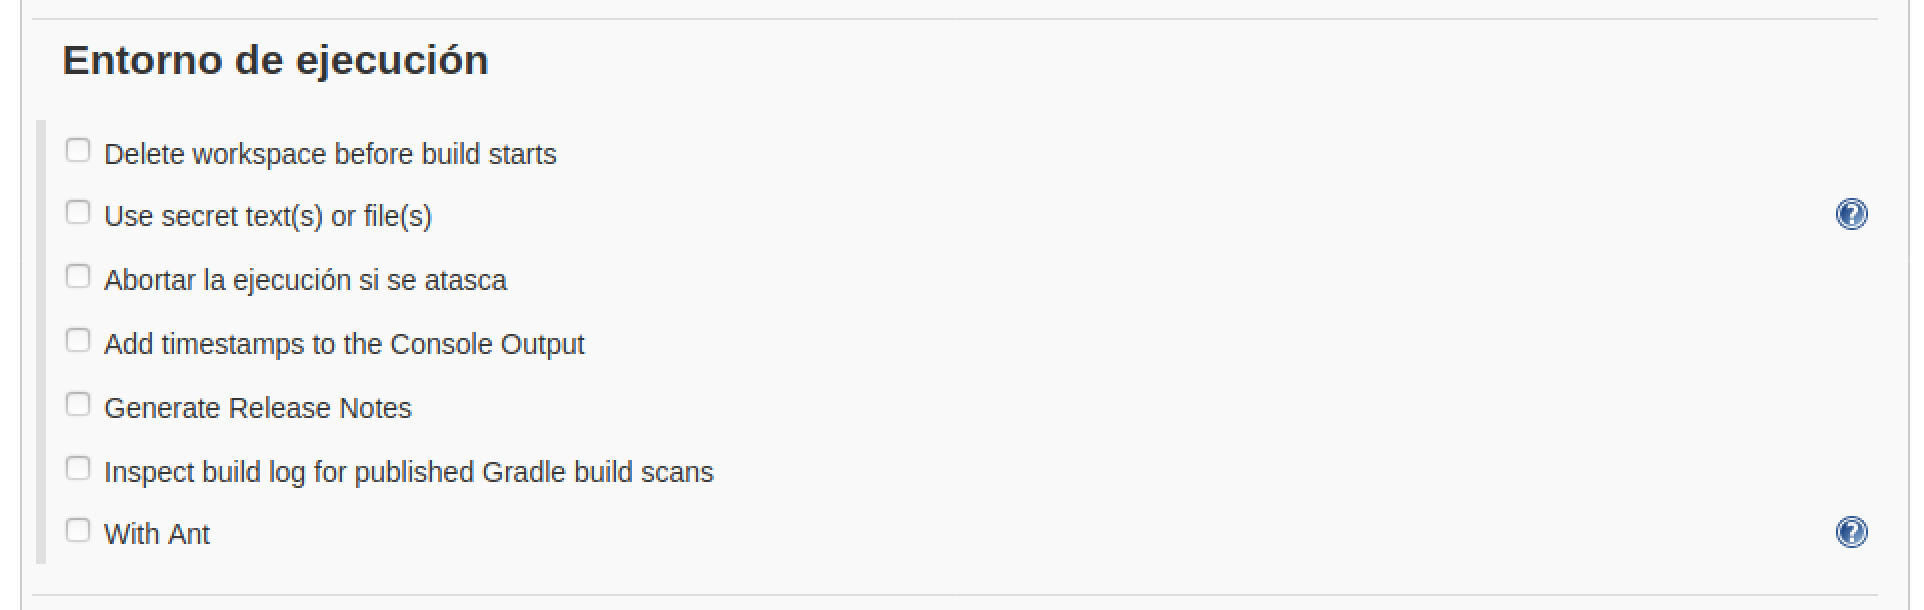 Entorno de ejecución
Delete workspace before build starts
Use secret text(s) or file(s)
Abortar la ejecución si se atasca
Add timestamps to the Console Output
Generate Release Notes
Inspect build log for published Gradle build scans
With Ant